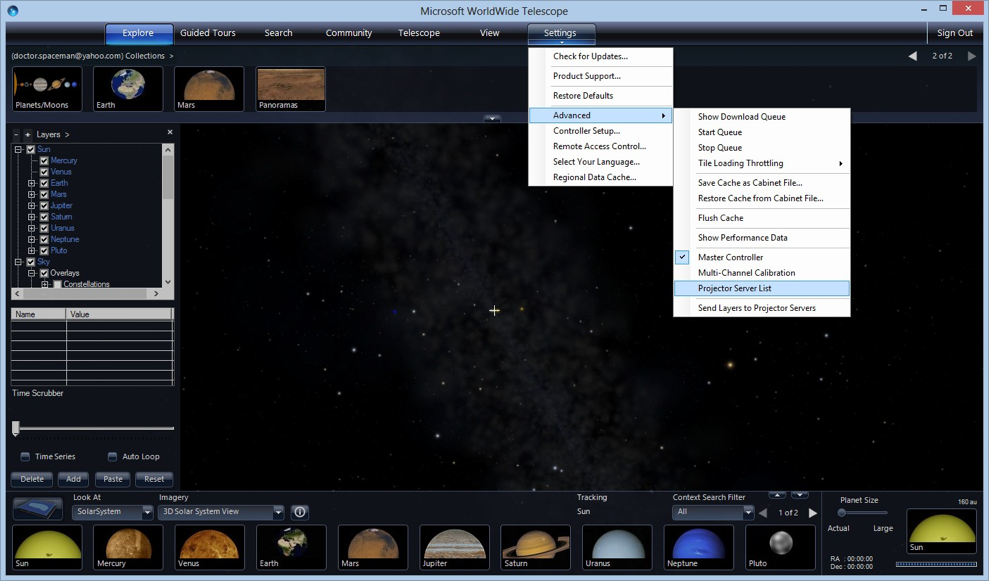 Microsoft WorldWide Telescope
Explore Guided Tours Search Community Telescope View Settings Sign Out
(doctor.spaceman@yahoo.com) Collections >
2 of 2
Planets/Moons Earth Mars Panoramas
Check for Updates...
Product Support...
Restore Defaults
Advanced
Controller Setup...
Remote Access Control...
Select Your Language...
Regional Data Cache...
Show Download Queue
Start Queue
Stop Queue
Tile Loading Throttling
Save Cache as Cabinet File...
Restore Cache from Cabinet File...
Flush Cache
Show Performance Data
Master Controller
Multi-Channel Calibration
Projector Server List
Send Layers to Projector Servers
Layers >
Sun
Mercury
Venus
Earth
Mars
Jupiter
Saturn
Uranus
Neptune
Pluto
Sky
Overlays
Constellations
Name Value
Time Scrubber
Time Series Auto Loop
Delete Add Paste Reset
Look At Imagery Tracking Context Search Filter
SolarSystem 3D Solar System View Sun All 1 of 2
Planet Size
Actual Large
160 au
Sun
RA : 00:00:00
Dec : 00:00:00
Sun Mercury Venus Earth Mars Jupiter Saturn Uranus Neptune Pluto